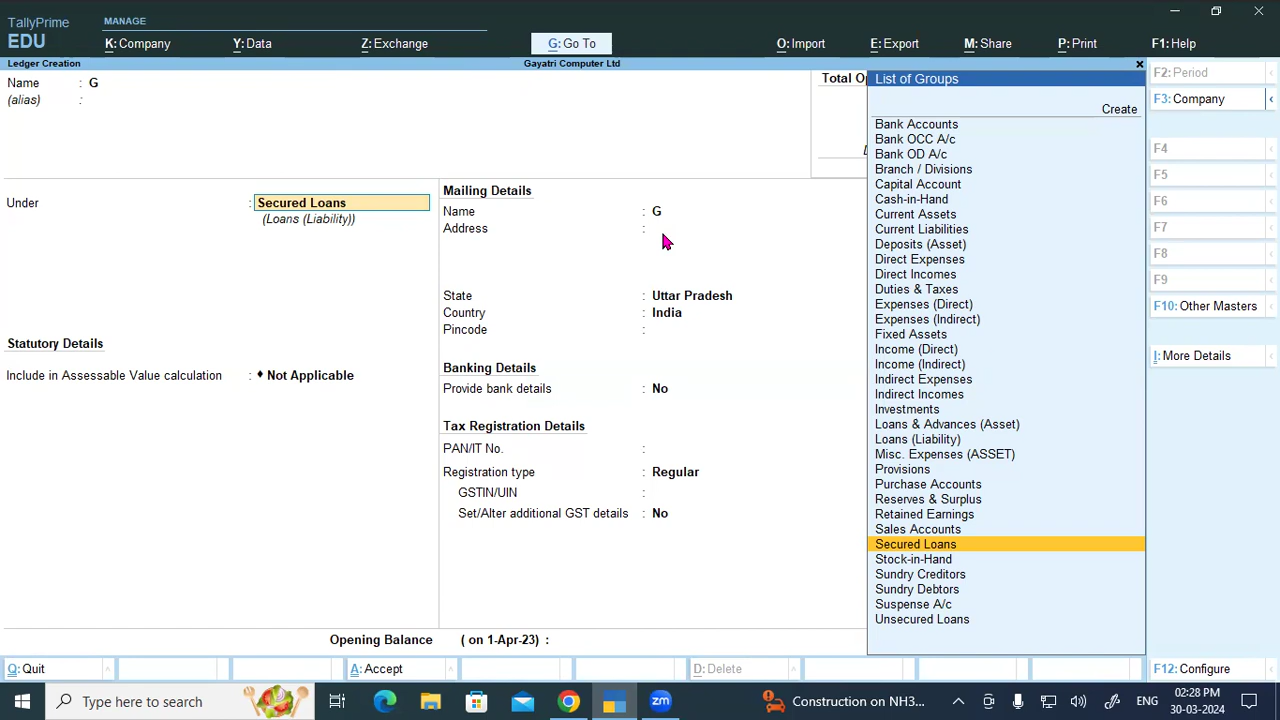 TallyPrime
EDU
MANAGE
K: Company
Y: Data
Z: Exchange
G: Go To
O: Import
E: Export
M: Share
P: Print
F1: Help
Ledger Creation
Gayatri Computer Ltd
Name : G
(alias) :
Total Op
Under : Secured Loans
(Loans (Liability))
Mailing Details
Name : G
Address :
State : Uttar Pradesh
Country : India
Pincode :
Statutory Details
Include in Assessable Value calculation : ♦ Not Applicable
Banking Details
Provide bank details : No
Tax Registration Details
PAN/IT No. :
Registration type : Regular
GSTIN/UIN :
Set/Alter additional GST details : No
Opening Balance ( on 1-Apr-23) :
List of Groups
Create
Bank Accounts
Bank OCC A/c
Bank OD A/c
Branch / Divisions
Capital Account
Cash-in-Hand
Current Assets
Current Liabilities
Deposits (Asset)
Direct Expenses
Direct Incomes
Duties & Taxes
Expenses (Direct)
Expenses (Indirect)
Fixed Assets
Income (Direct)
Income (Indirect)
Indirect Expenses
Indirect Incomes
Investments
Loans & Advances (Asset)
Loans (Liability)
Misc. Expenses (ASSET)
Provisions
Purchase Accounts
Reserves & Surplus
Retained Earnings
Sales Accounts
Secured Loans
Stock-in-Hand
Sundry Creditors
Sundry Debtors
Suspense A/c
Unsecured Loans
F2: Period
F3: Company
F4
F5
F6
F7
F8
F9
F10: Other Masters
I: More Details
Q: Quit
A: Accept
D: Delete
F12: Configure
Type here to search
Construction on NH3...
ENG
02:28 PM
30-03-2024
zm